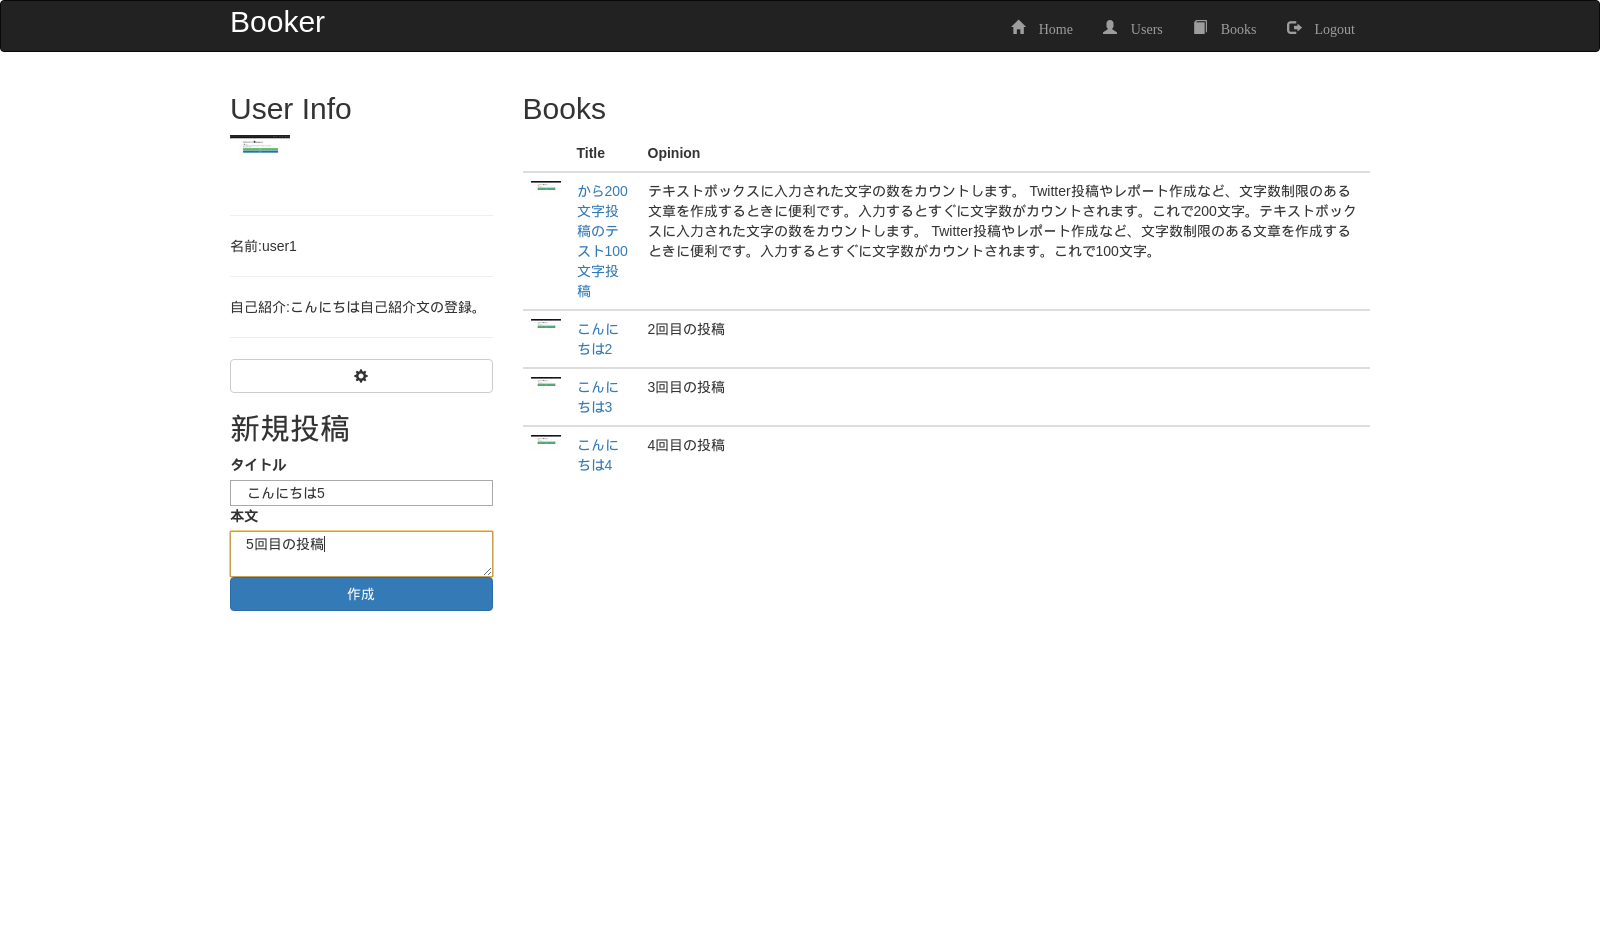 Booker
Home
Users
Books
Logout
User Info
名前:user1
自己紹介:こんにちは自己紹介文の登録。
新規投稿
タイトル
こんにちは5
本文
5回目の投稿
作成
Books
Title
Opinion
から200
文字投
稿のテ
スト100
文字投
稿
テキストボックスに入力された文字の数をカウントします。 Twitter投稿やレポート作成など、文字数制限のある
文章を作成するときに便利です。入力するとすぐに文字数がカウントされます。これで200文字。テキストボック
スに入力された文字の数をカウントします。 Twitter投稿やレポート作成など、文字数制限のある文章を作成する
ときに便利です。入力するとすぐに文字数がカウントされます。これで100文字。
こんに
ちは2
2回目の投稿
こんに
ちは3
3回目の投稿
こんに
ちは4
4回目の投稿